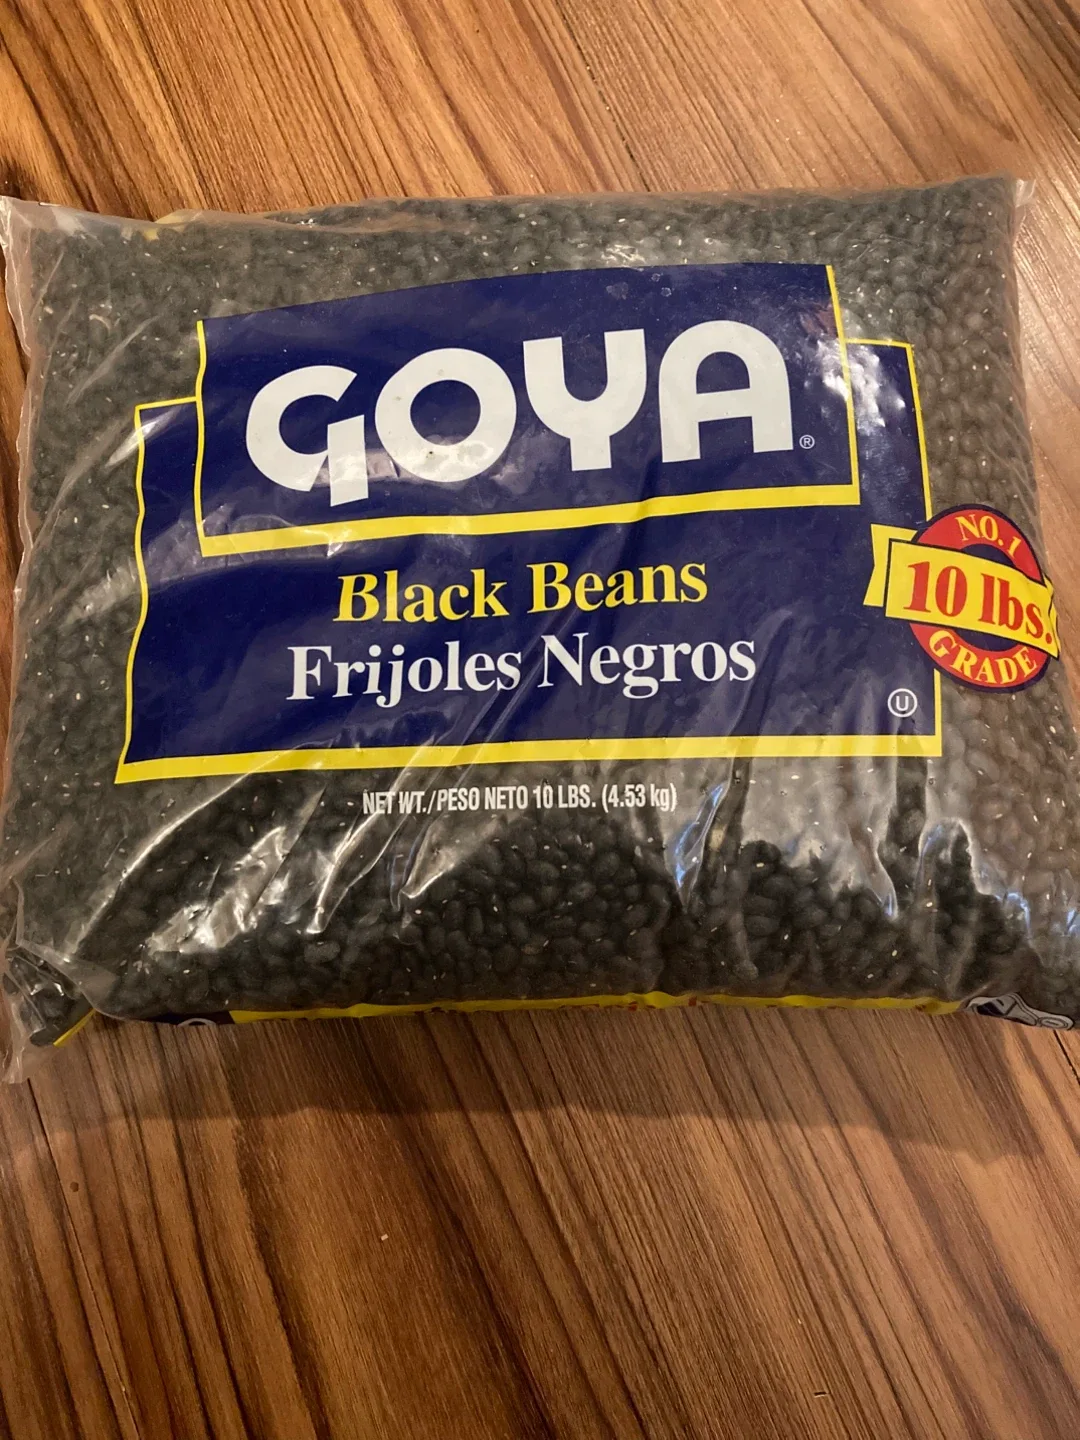 GOYA®
Black Beans
Frijoles Negros
NO. 1
10 lbs.
GRADE
U
NET WT./PESO NETO 10 LBS. (4.53 kg)